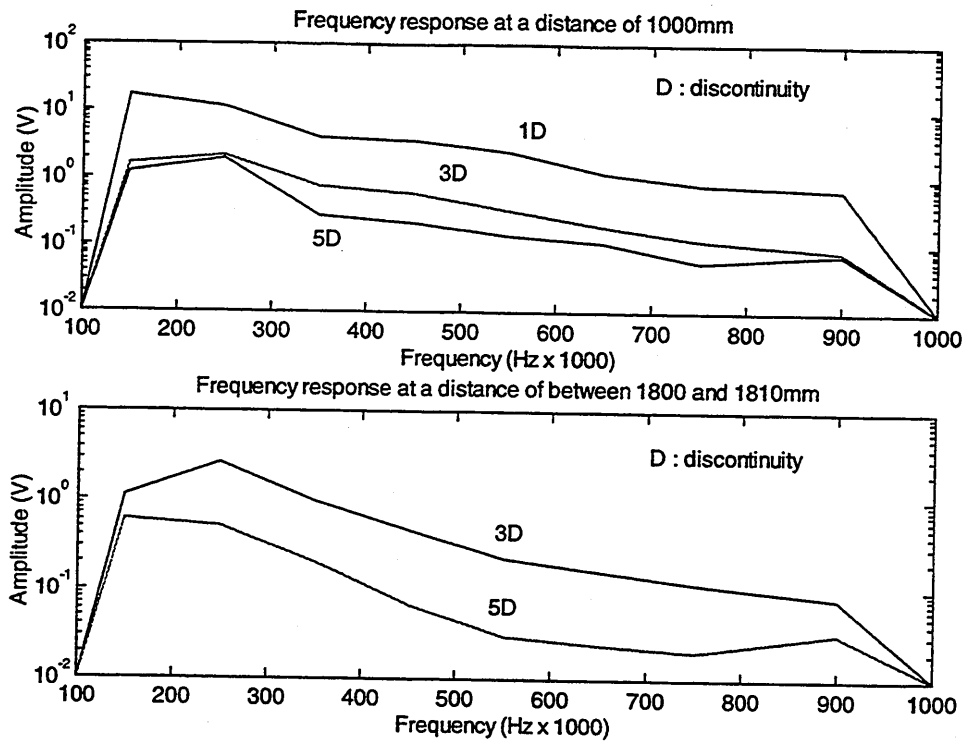 Frequency response at a distance of 1000mm
10^2
10^1
10^0
10^-1
10^-2
Amplitude (V)
D : discontinuity
1D
3D
5D
100 200 300 400 500 600 700 800 900 1000
Frequency (Hz x 1000)
Frequency response at a distance of between 1800 and 1810mm
10^1
10^0
10^-1
10^-2
Amplitude (V)
D : discontinuity
3D
5D
100 200 300 400 500 600 700 800 900 1000
Frequency (Hz x 1000)